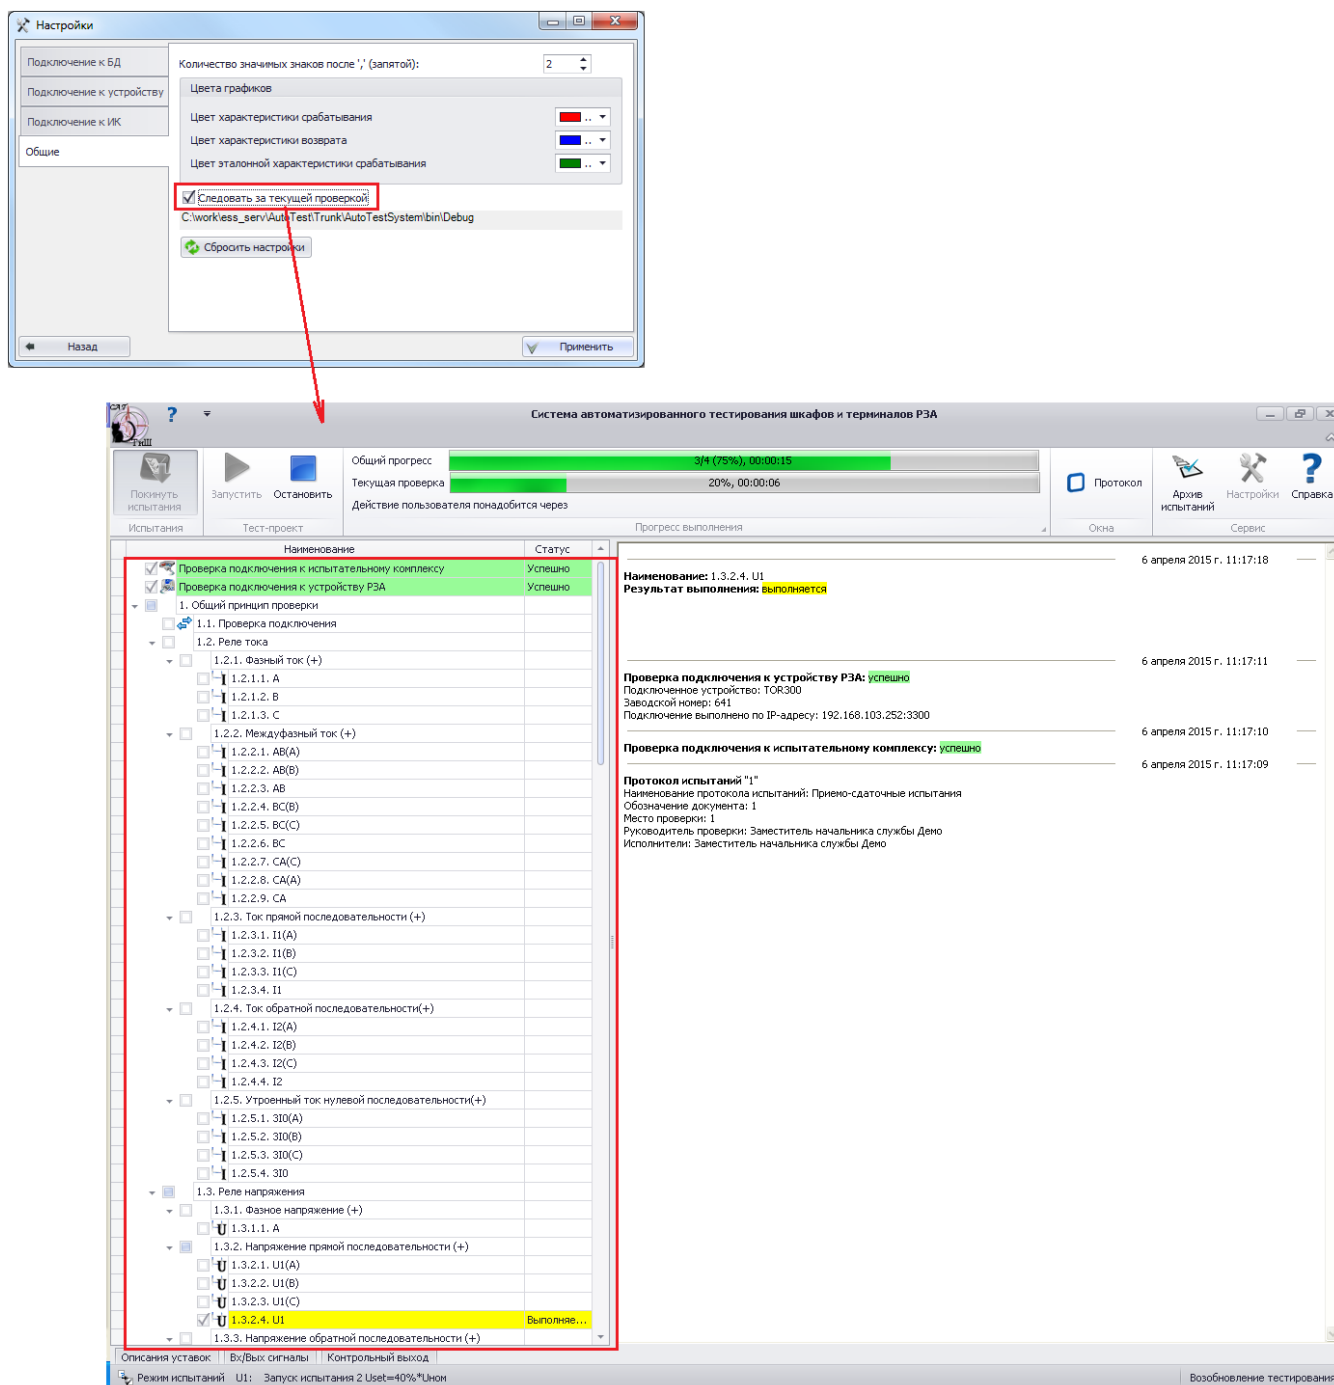 Настройки
Подключение к БД
Подключение к устройству
Подключение к ИК
Общие
Количество значимых знаков после ',' (запятой):
2
Цвета графиков
Цвет характеристики срабатывания
..
Цвет характеристики возврата
..
Цвет эталонной характеристики срабатывания
..
Следовать за текущей проверкой
C:\work\ess_serv\AutoTest\Trunk\AutoTestSystem\bin\Debug
Сбросить настройки
Назад
Применить
Система автоматизированного тестирования шкафов и терминалов РЗА
Покинуть испытания
Запустить
Остановить
Общий прогресс
3/4 (75%), 00:00:15
Текущая проверка
20%, 00:00:06
Действие пользователя понадобится через
Протокол
Архив испытаний
Настройки
Справка
Испытания
Тест-проект
Прогресс выполнения
Окна
Сервис
Наименование Статус
Проверка подключения к испытательному комплексу Успешно
Проверка подключения к устройству РЗА Успешно
1. Общий принцип проверки
1.1. Проверка подключения
1.2. Реле тока
1.2.1. Фазный ток (+)
1.2.1.1. A
1.2.1.2. B
1.2.1.3. C
1.2.2. Междуфазный ток (+)
1.2.2.1. AB(A)
1.2.2.2. AB(B)
1.2.2.3. AB
1.2.2.4. BC(B)
1.2.2.5. BC(C)
1.2.2.6. BC
1.2.2.7. CA(C)
1.2.2.8. CA(A)
1.2.2.9. CA
1.2.3. Ток прямой последовательности (+)
1.2.3.1. I1(A)
1.2.3.2. I1(B)
1.2.3.3. I1(C)
1.2.3.4. I1
1.2.4. Ток обратной последовательности(+)
1.2.4.1. I2(A)
1.2.4.2. I2(B)
1.2.4.3. I2(C)
1.2.4.4. I2
1.2.5. Утроенный ток нулевой последовательности(+)
1.2.5.1. 3I0(A)
1.2.5.2. 3I0(B)
1.2.5.3. 3I0(C)
1.2.5.4. 3I0
1.3. Реле напряжения
1.3.1. Фазное напряжение (+)
1.3.1.1. A
1.3.2. Напряжение прямой последовательности (+)
1.3.2.1. U1(A)
1.3.2.2. U1(B)
1.3.2.3. U1(C)
1.3.2.4. U1 Выполняе...
1.3.3. Напряжение обратной последовательности (+)
6 апреля 2015 г. 11:17:18
Наименование: 1.3.2.4. U1
Результат выполнения: выполняется
6 апреля 2015 г. 11:17:11
Проверка подключения к устройству РЗА: успешно
Подключенное устройство: TOR300
Заводской номер: 641
Подключение выполнено по IP-адресу: 192.168.103.252:3300
6 апреля 2015 г. 11:17:10
Проверка подключения к испытательному комплексу: успешно
6 апреля 2015 г. 11:17:09
Протокол испытаний "1"
Наименование протокола испытаний: Приемо-сдаточные испытания
Обозначение документа: 1
Место проверки: 1
Руководитель проверки: Заместитель начальника службы Демо
Исполнители: Заместитель начальника службы Демо
Описания уставок Вх/Вых сигналы Контрольный выход
Режим испытаний U1: Запуск испытания 2 Uset=40%*Uном Возобновление тестирования